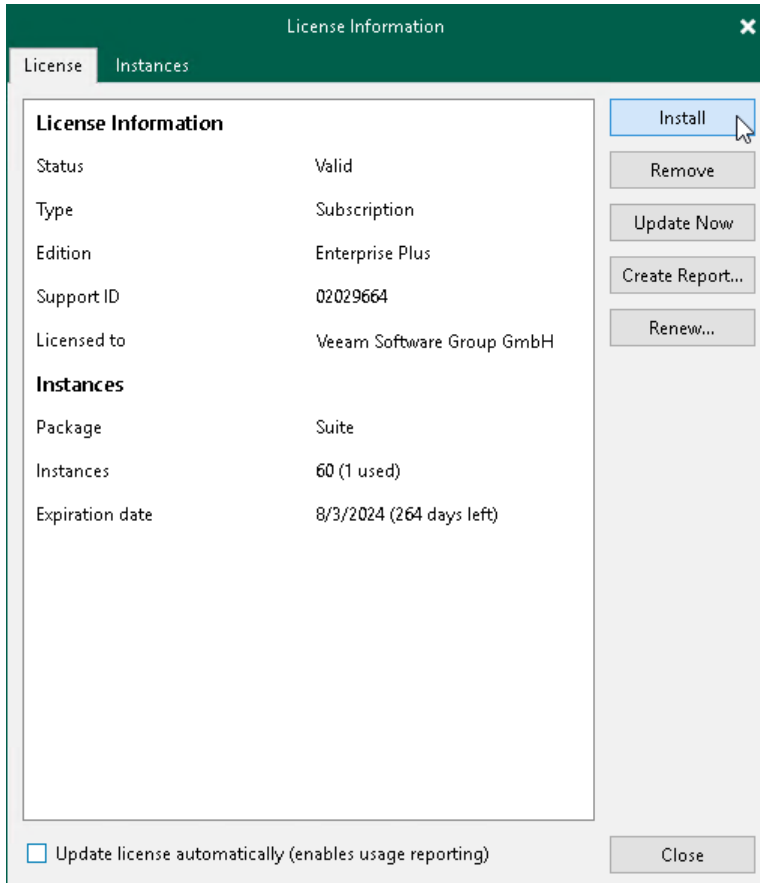 License Information
License Instances
License Information
Status Valid
Type Subscription
Edition Enterprise Plus
Support ID 02029664
Licensed to Veeam Software Group GmbH
Instances
Package Suite
Instances 60 (1 used)
Expiration date 8/3/2024 (264 days left)
Install
Remove
Update Now
Create Report...
Renew...
Update license automatically (enables usage reporting)
Close